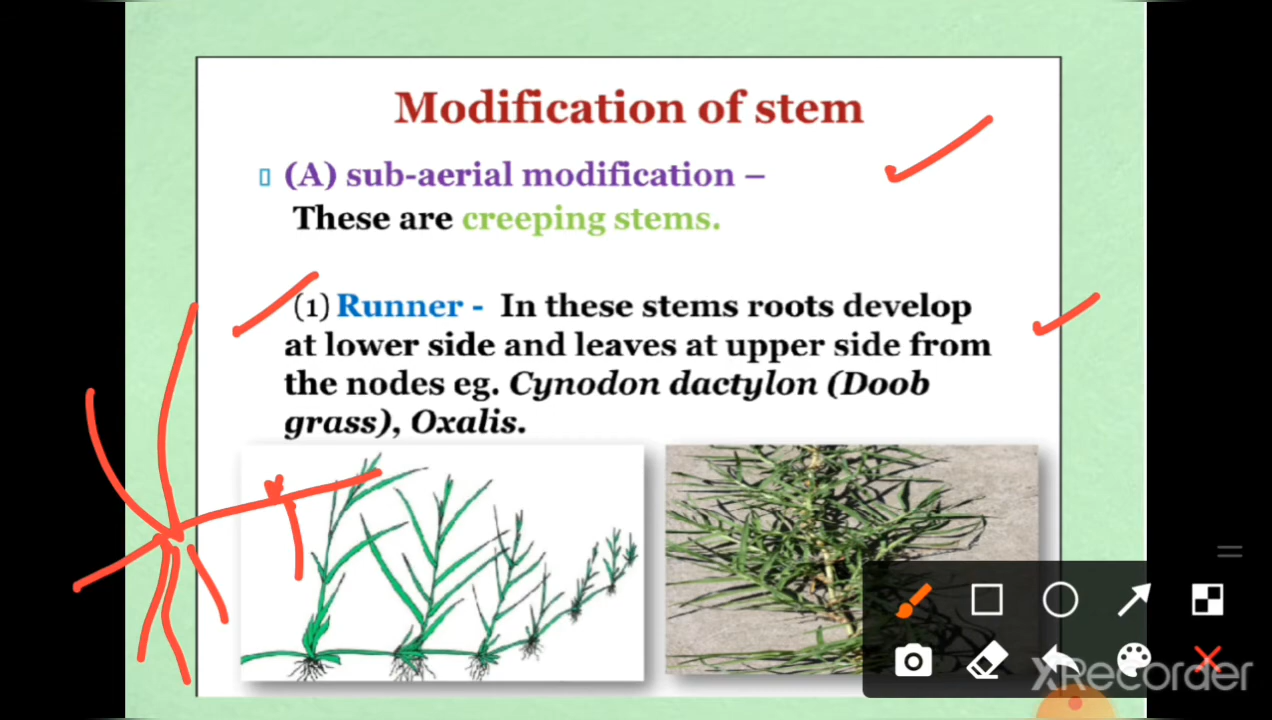 Modification of stem
(A) sub-aerial modification –
These are creeping stems.
(1) Runner - In these stems roots develop
at lower side and leaves at upper side from
the nodes eg. Cynodon dactylon (Doob
grass), Oxalis.
XRecorder